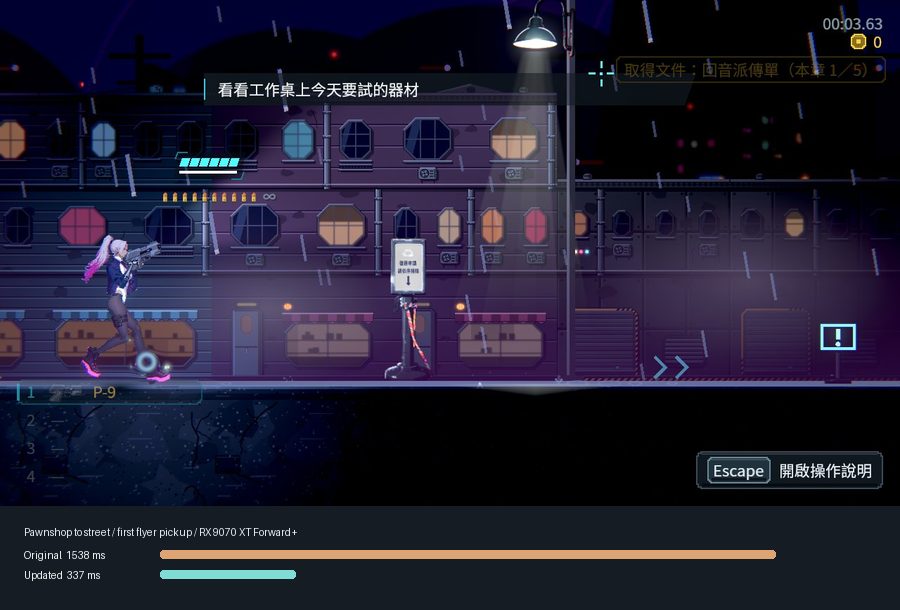 00:03.63
0
取得文件：回音派傳單（本章 1／5）
看看工作桌上今天要試的器材
∞
1 P-9
2 —
3 —
4 —
Escape 開啟操作說明
Pawnshop to street / first flyer pickup / RX 9070 XT Forward+
Original 1538 ms
Updated 337 ms